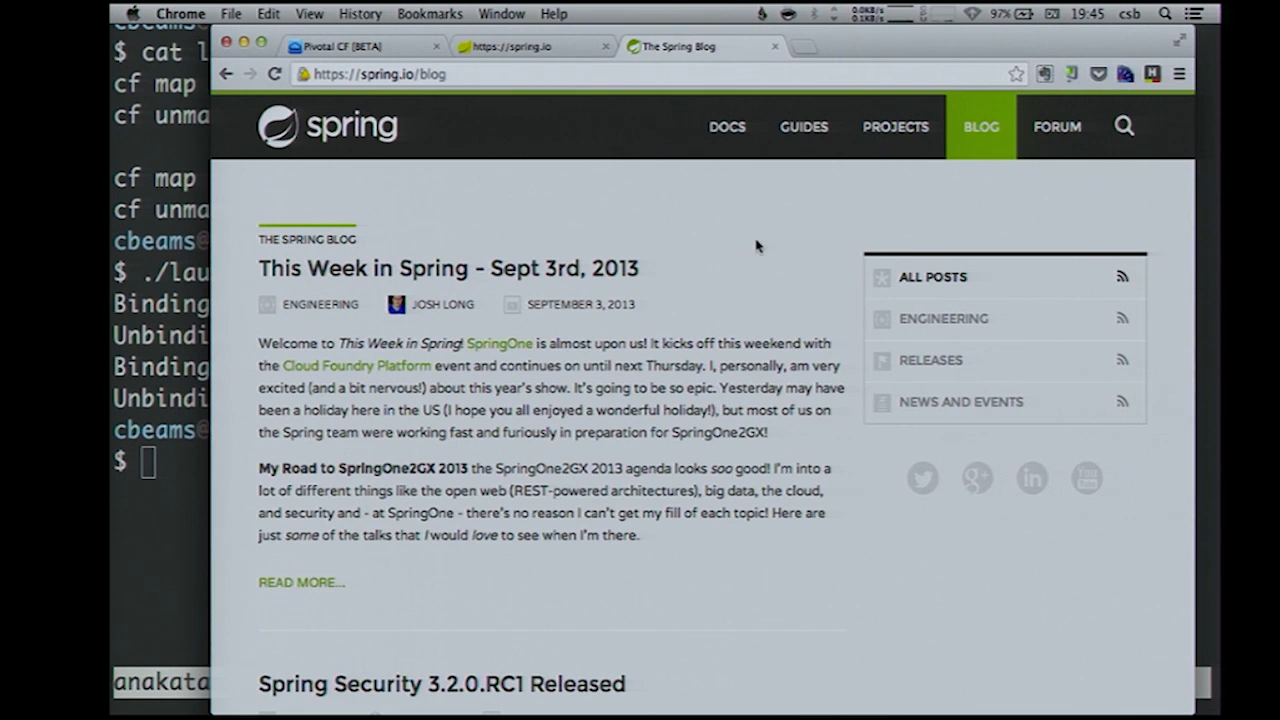 Chrome File Edit View History Bookmarks Window Help 0.0KB/s 0.1KB/s 97% 19:45 csb
cbeams
$ cat l
cf map
cf unma
cf map
cf unma
cbeams@
$ ./lau
Binding
Unbindi
Binding
Unbindi
cbeams@
$
anakata
Pivotal CF [BETA] https://spring.io The Spring Blog
https://spring.io/blog
spring DOCS GUIDES PROJECTS BLOG FORUM
THE SPRING BLOG
This Week in Spring - Sept 3rd, 2013
ENGINEERING JOSH LONG SEPTEMBER 3, 2013
Welcome to This Week in Spring! SpringOne is almost upon us! It kicks off this weekend with
the Cloud Foundry Platform event and continues on until next Thursday. I, personally, am very
excited (and a bit nervous!) about this year's show. It's going to be so epic. Yesterday may have
been a holiday here in the US (I hope you all enjoyed a wonderful holiday!), but most of us on
the Spring team were working fast and furiously in preparation for SpringOne2GX!
My Road to SpringOne2GX 2013 the SpringOne2GX 2013 agenda looks soo good! I'm into a
lot of different things like the open web (REST-powered architectures), big data, the cloud,
and security and - at SpringOne - there's no reason I can't get my fill of each topic! Here are
just some of the talks that I would love to see when I'm there.
READ MORE...
Spring Security 3.2.0.RC1 Released
ALL POSTS
ENGINEERING
RELEASES
NEWS AND EVENTS
g+ in You Tube